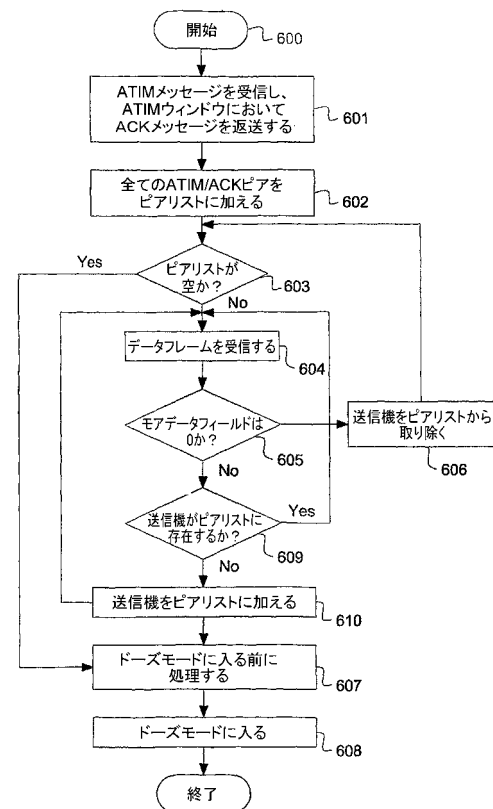 開始
600
ATIMメッセージを受信し、
ATIMウィンドウにおいて
ACKメッセージを返送する
601
全てのATIM/ACKピアを
ピアリストに加える
602
Yes
ピアリストが
空か?
603
No
データフレームを受信する
604
モアデータフィールドは
0か?
605
送信機をピアリストから
取り除く
606
No
送信機がピアリストに
存在するか?
Yes
609
No
送信機をピアリストに加える
610
ドーズモードに入る前に
処理する
607
ドーズモードに入る
608
終了